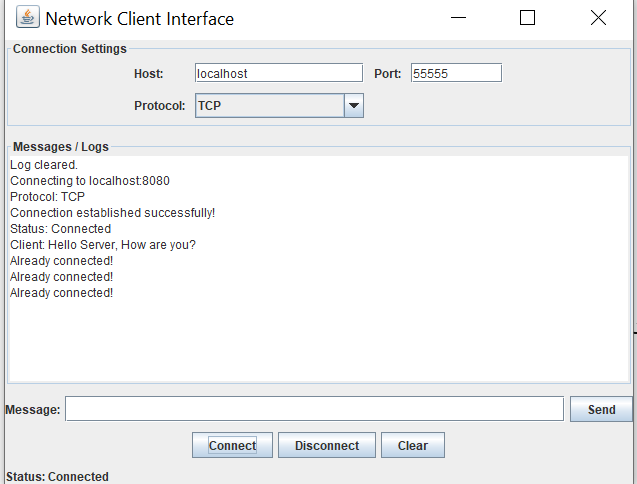 Network Client Interface
Connection Settings
Host: localhost Port: 55555
Protocol: TCP
Messages / Logs
Log cleared.
Connecting to localhost:8080
Protocol: TCP
Connection established successfully!
Status: Connected
Client: Hello Server, How are you?
Already connected!
Already connected!
Already connected!
Message: Send
Connect Disconnect Clear
Status: Connected